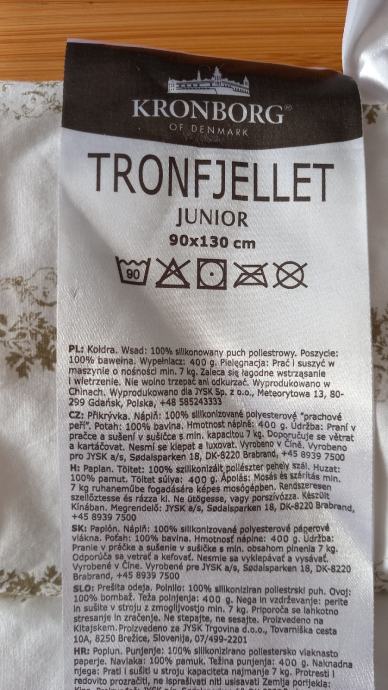 KRONBORG®
OF DENMARK
TRONFJELLET
JUNIOR
90x130 cm
90
PL: Kołdra. Wsad: 100% silikonowany puch poliestrowy. Poszycie:
100% bawełna. Wypełniacz: 400 g. Pielęgnacja: Prać i suszyć w
maszynie o nośności min. 7 kg. Zaleca się łagodne wstrząsanie
i wietrzenie. Nie wolno trzepać ani odkurzać. Wyprodukowano w
Chinach. Wyprodukowano dla JYSK Sp. z o.o., Meteorytowa 13, 80-
299 Gdańsk, Polska, +48 585243333
CZ: Přikrývka. Náplň: 100% silikonizované polyesterové "prachové
peří". Potah: 100% bavlna. Hmotnost náplně: 400 g. Údržba: Praní v
pračce a sušení v sušičce s min. kapacitou 7 kg. Doporučuje se větrat
a kartáčovat. Nesmí se klepat a luxovat. Vyrobeno v Číně. Vyrobeno
pro JYSK a/s, Sødalsparken 18, DK-8220 Brabrand, +45 8939 7500
H: Paplan. Töltet: 100% szilikonizált poliészter pehely szál. Huzat:
100% pamut. Töltet súlya: 400 g. Ápolás: Mosás és szárítás min.
7 kg ruhaneműbe fogadására képes mosógépben. Rendszeresen
szellőztesse és rázza ki. Ne ütögesse, vagy porszívózza. Készült
Kínában. Megrendelő: JYSK a/s, Sødalsparken 18, DK-8220 Brabrand,
+45 8939 7500
SK: Paplón. Náplň: 100% silikonizované polyesterové páperové
vlákna. Poťah: 100% bavlna. Hmotnosť náplne: 400 g. Údržba:
Pranie v práčke a sušenie v sušičke s min. obsahom plnenia 7 kg.
Odporúča sa vetrať a kefovať. Nesmie sa vyklepávať a vysávať.
Vyrobené v Číne. Vyrobené pre JYSK a/s, Sødalsparken 18, DK-8220
Brabrand, +45 8939 7500
SLO: Prešita odeja. Polnilo: 100% silikoniziran poliestrski puh. Ovoj:
100% bombaž. Teža polnjenja: 400 g. Nega in vzdrževanje: perite
in sušite v stroju z zmogljivostjo min. 7 kg. Priporoča se lahkotno
stresanje in zračenje. Ne stepajte, ne sesajte. Proizvedeno na
Kitajskem. Proizvedeno za JYSK Trgovina d.o.o., Tovarniška cesta
10A, 8250 Brežice, Slovenija, 07/499-2201
HR: Poplun. Punjenje: 100% silikonizirano poliestersko vlaknasto
paperje. Navlaka: 100% pamuk. Težina punjenja: 400 g. Naknadna
njega: Prati i sušiti u stroju kapaciteta najmanje 7 kg. Protresti i
redovito prozračiti, ne isprašivati niti usisavati Zemlja porijekla: